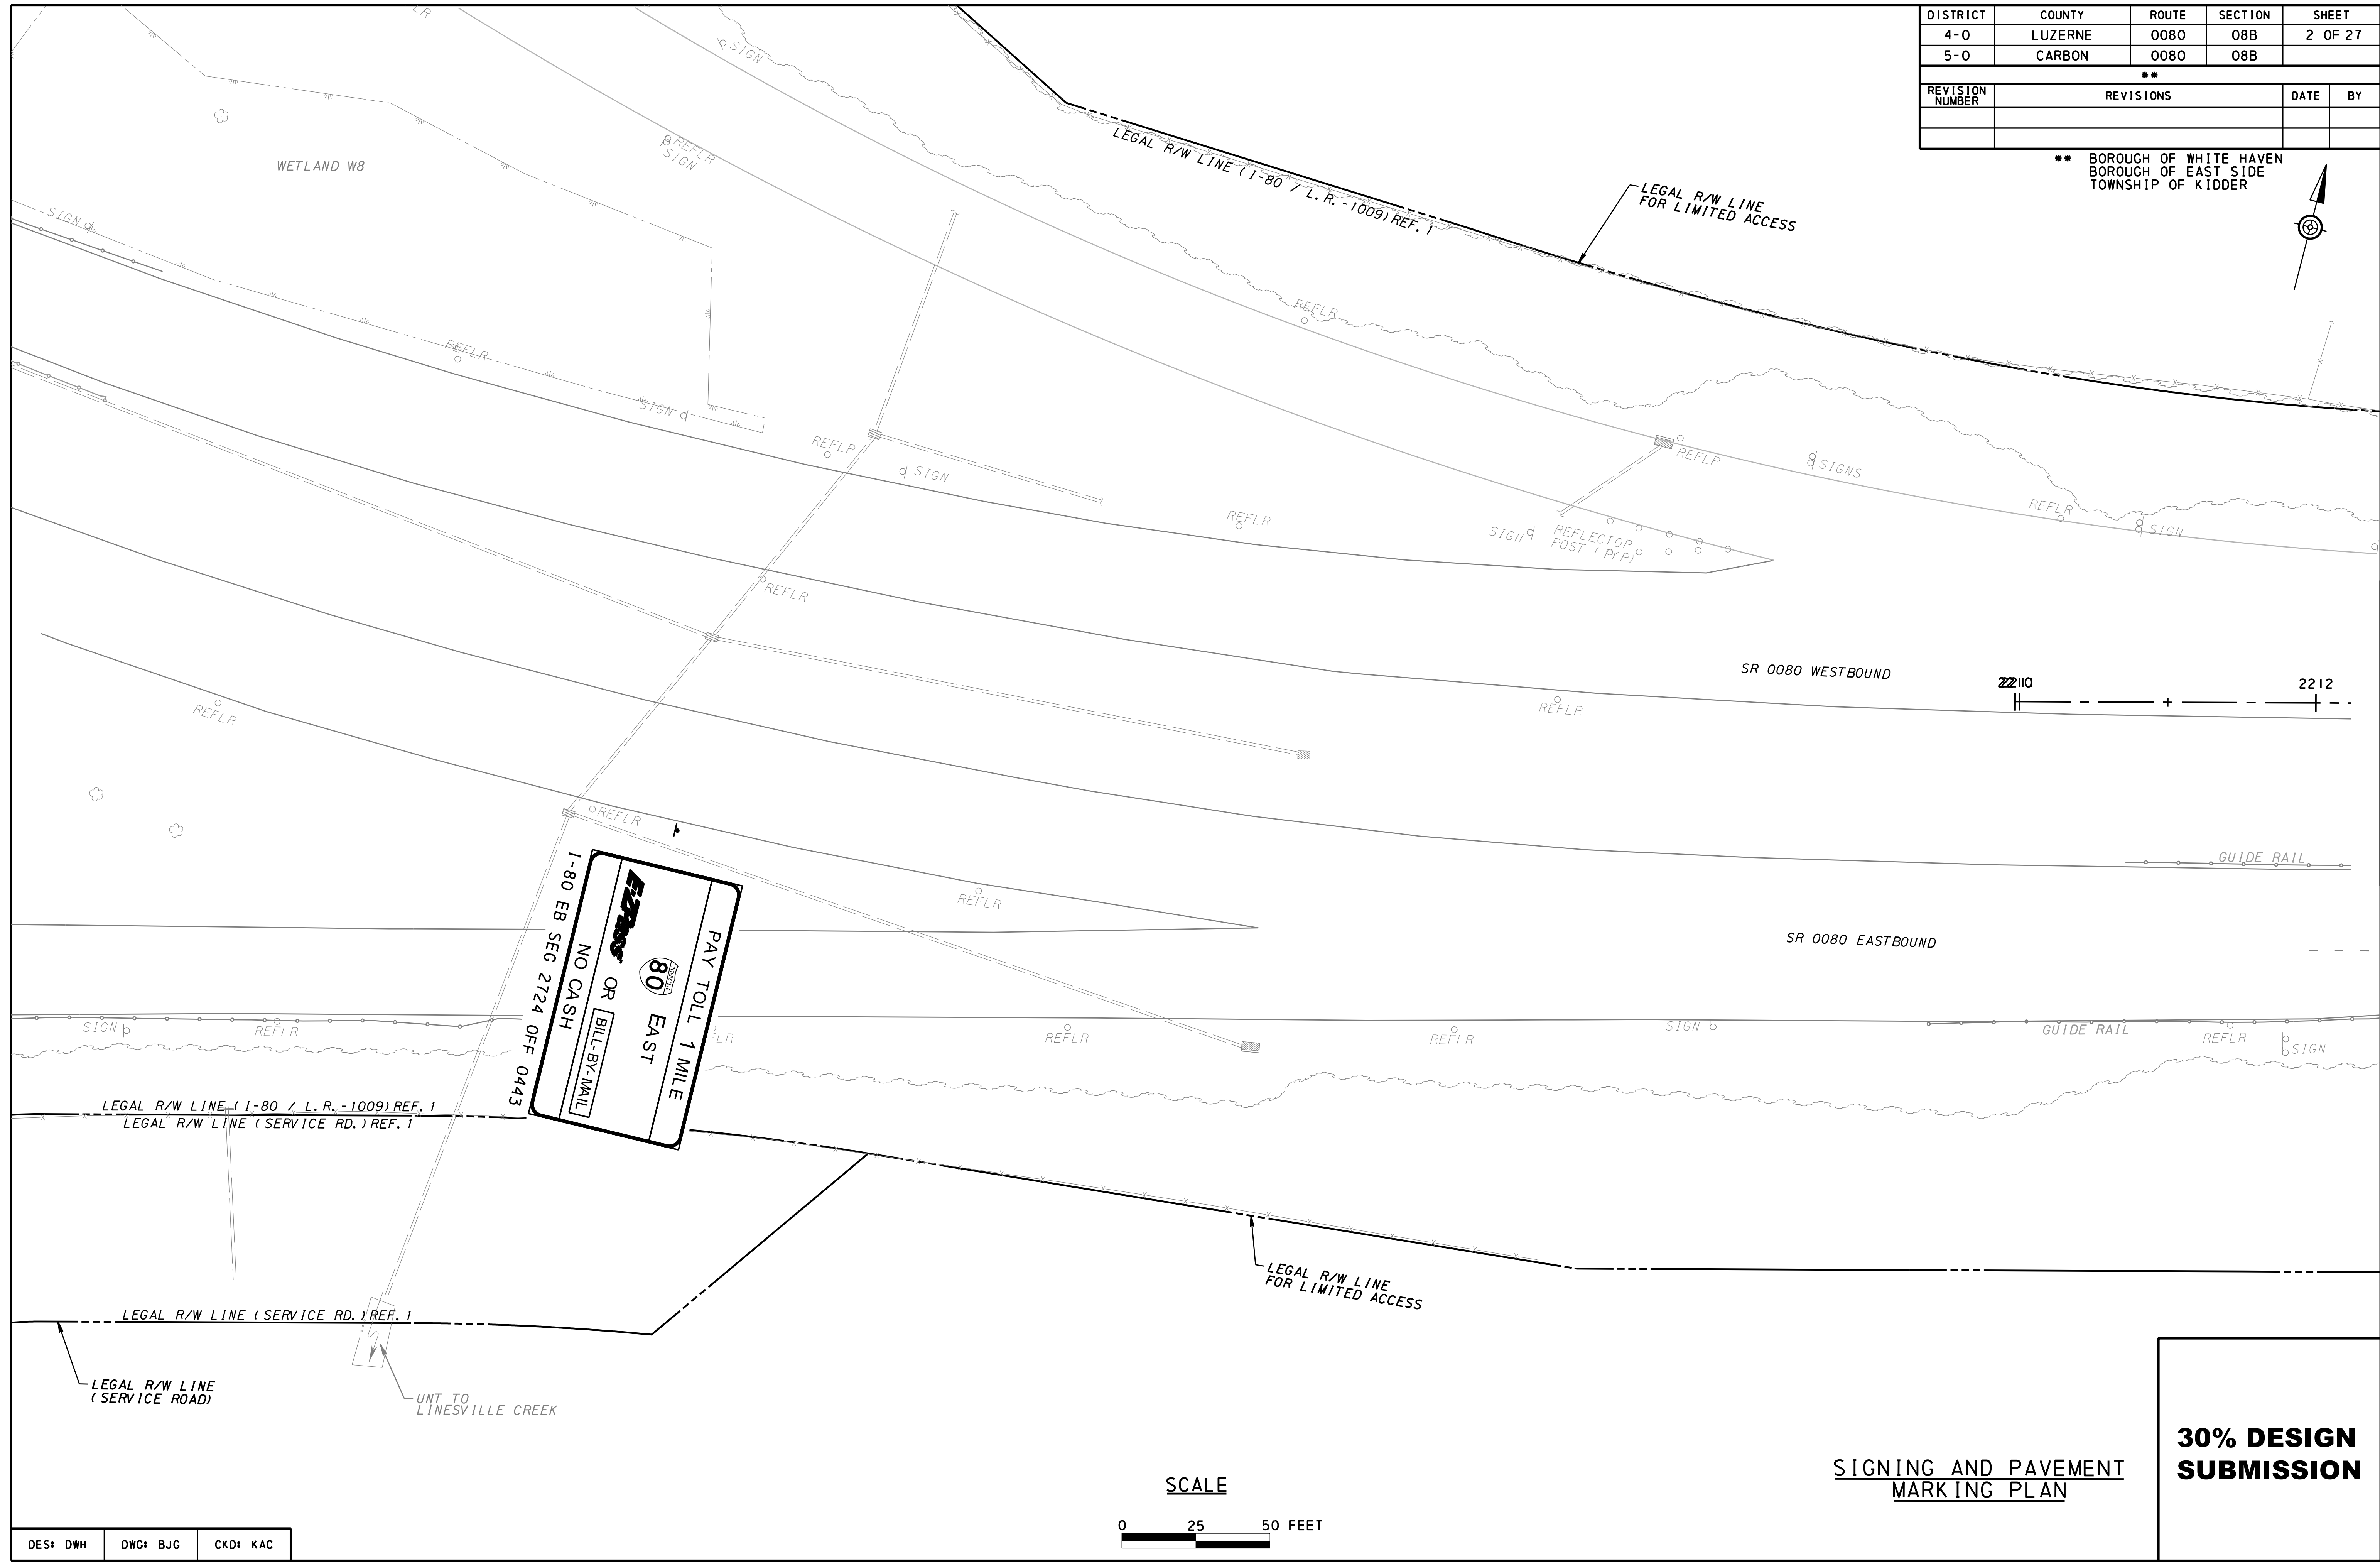 DISTRICT COUNTY ROUTE SECTION SHEET
4-0 LUZERNE 0080 08B 2 OF 27
5-0 CARBON 0080 08B
**
REVISION NUMBER REVISIONS DATE BY
** BOROUGH OF WHITE HAVEN
BOROUGH OF EAST SIDE
TOWNSHIP OF KIDDER
LR
SIGN
REFLR
SIGN
WETLAND W8
LEGAL R/W LINE (I-80 / L.R.-1009) REF. 1
LEGAL R/W LINE
FOR LIMITED ACCESS
SIGN
REFLR
REFLR
SIGN
REFLR
SIGN
REFLR
SIGNS
REFLR
SIGN
REFLR
SIGN
REFLECTOR
POST (TYP)
REFLR
SR 0080 WESTBOUND
2212
REFLR
REFLR
REFLR
GUIDE RAIL
REFLR
SR 0080 EASTBOUND
PAY TOLL 1 MILE
INTERSTATE
80 EAST
E-ZPass OR BILL-BY-MAIL
NO CASH
I-80 EB SEG 2724 OFF 0443
SIGN
REFLR
LR
REFLR
REFLR
SIGN
GUIDE RAIL
REFLR
SIGN
LEGAL R/W LINE (I-80 / L.R.-1009) REF. 1
LEGAL R/W LINE (SERVICE RD.) REF. 1
LEGAL R/W LINE
FOR LIMITED ACCESS
LEGAL R/W LINE (SERVICE RD.) REF. 1
LEGAL R/W LINE
(SERVICE ROAD)
UNT TO
LINESVILLE CREEK
SCALE
0 25 50 FEET
SIGNING AND PAVEMENT
MARKING PLAN
30% DESIGN
SUBMISSION
DES: DWH DWG: BJG CKD: KAC